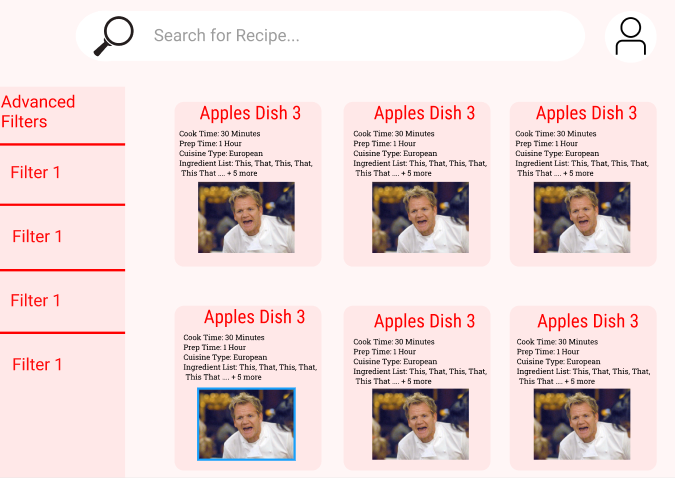 Search for Recipe...
Advanced
Filters
Filter 1
Filter 1
Filter 1
Filter 1
Apples Dish 3
Cook Time: 30 Minutes
Prep Time: 1 Hour
Cuisine Type: European
Ingredient List: This, That, This, That,
This That .... + 5 more
Apples Dish 3
Cook Time: 30 Minutes
Prep Time: 1 Hour
Cuisine Type: European
Ingredient List: This, That, This, That,
This That .... + 5 more
Apples Dish 3
Cook Time: 30 Minutes
Prep Time: 1 Hour
Cuisine Type: European
Ingredient List: This, That, This, That,
This That .... + 5 more
Apples Dish 3
Cook Time: 30 Minutes
Prep Time: 1 Hour
Cuisine Type: European
Ingredient List: This, That, This, That,
This That .... + 5 more
Apples Dish 3
Cook Time: 30 Minutes
Prep Time: 1 Hour
Cuisine Type: European
Ingredient List: This, That, This, That,
This That .... + 5 more
Apples Dish 3
Cook Time: 30 Minutes
Prep Time: 1 Hour
Cuisine Type: European
Ingredient List: This, That, This, That,
This That .... + 5 more